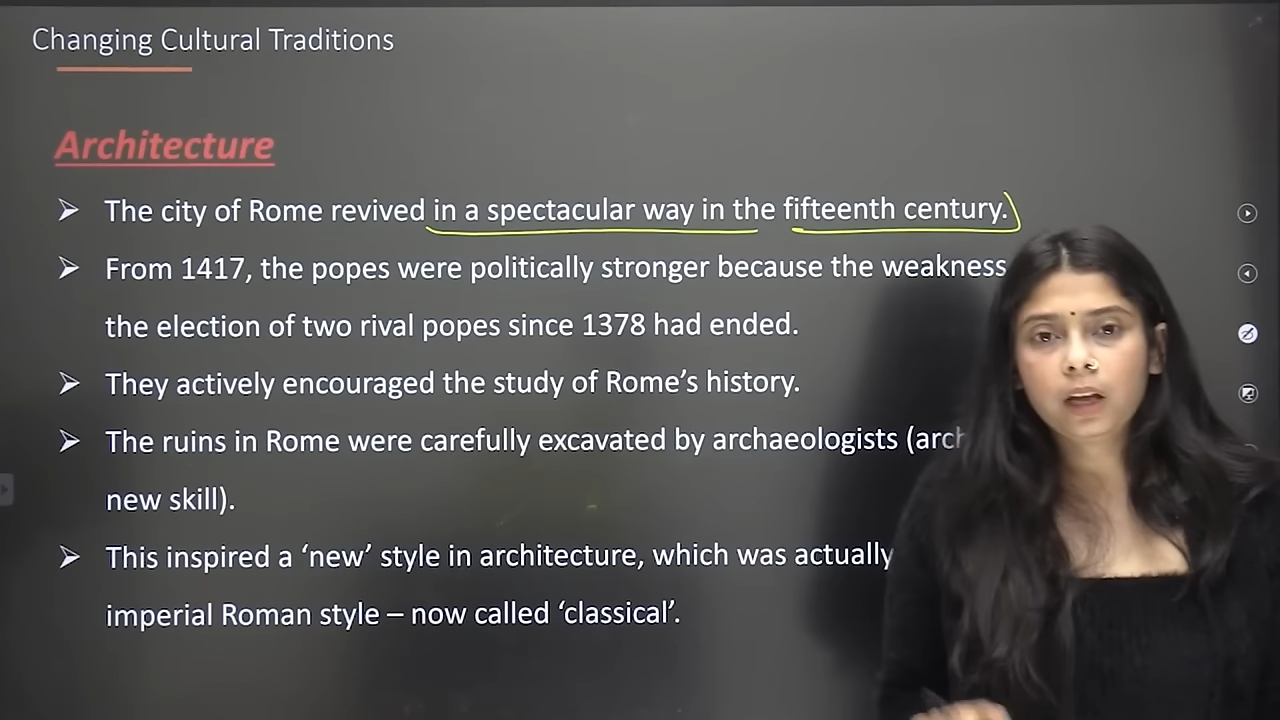 Changing Cultural Traditions
Architecture
➢ The city of Rome revived in a spectacular way in the fifteenth century.
➢ From 1417, the popes were politically stronger because the weakness
the election of two rival popes since 1378 had ended.
➢ They actively encouraged the study of Rome’s history.
➢ The ruins in Rome were carefully excavated by archaeologists (arch
new skill).
➢ This inspired a ‘new’ style in architecture, which was actually
imperial Roman style – now called ‘classical’.